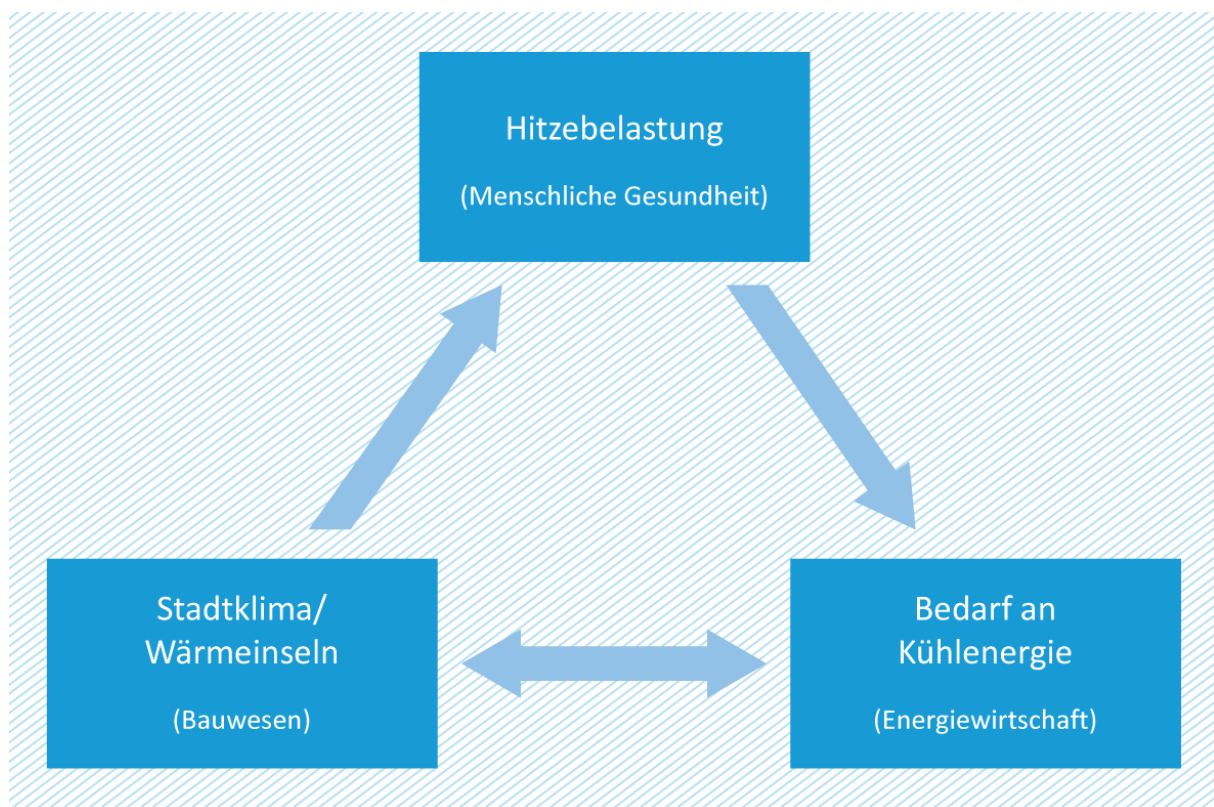 Hitzebelastung
(Menschliche Gesundheit)
Stadtklima/
Wärmeinseln
(Bauwesen)
Bedarf an
Kühlenergie
(Energiewirtschaft)